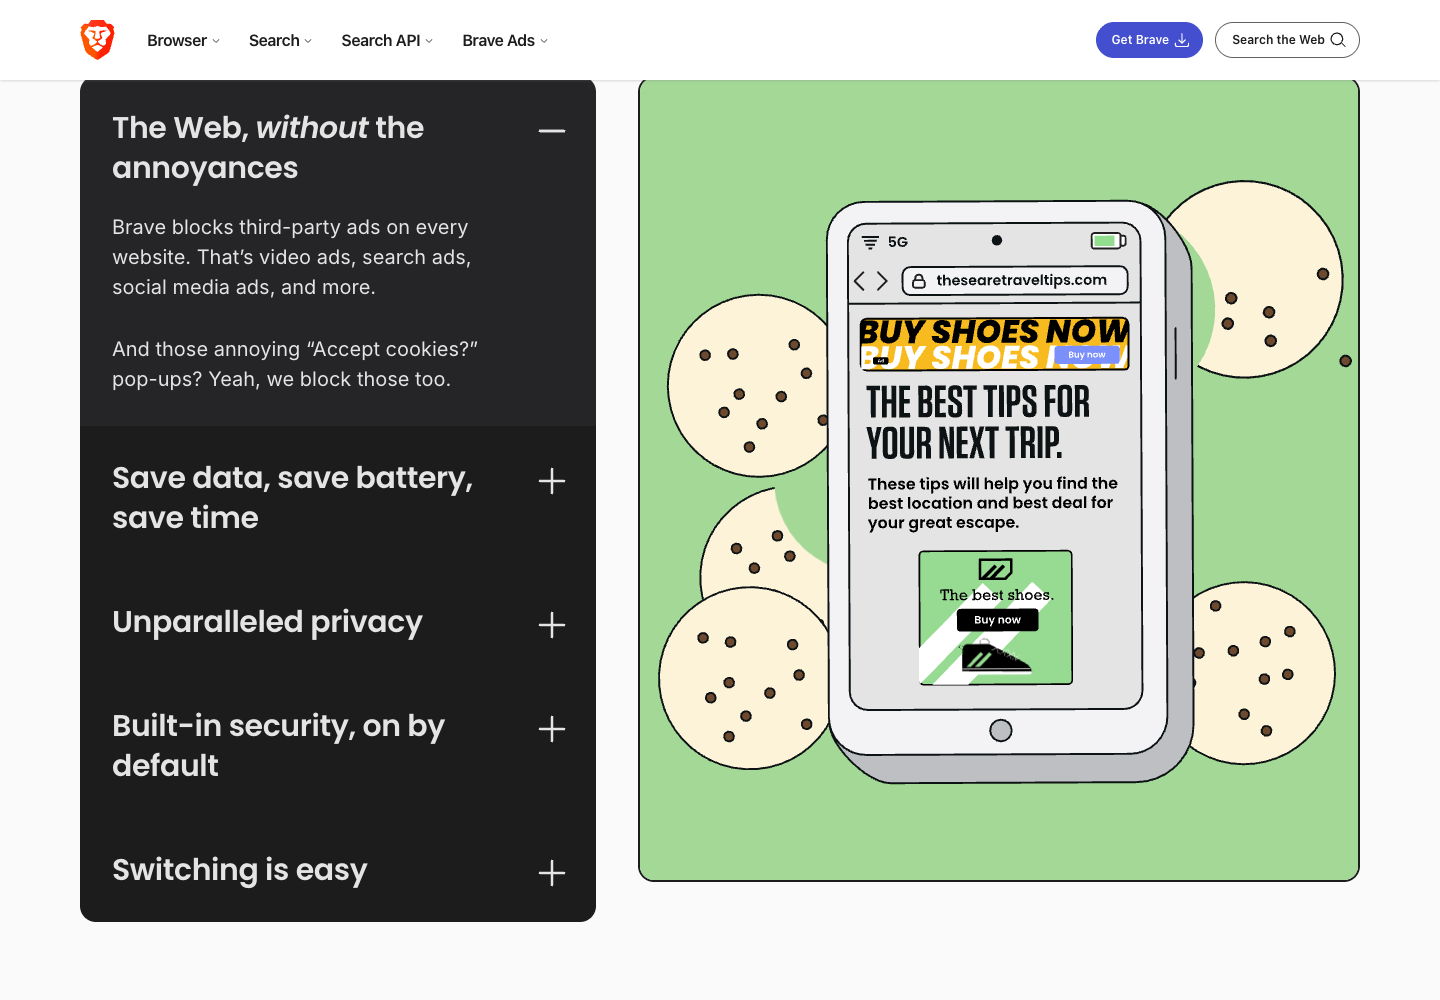 Browser Search Search API Brave Ads Get Brave Search the Web
The Web, without the
annoyances
Brave blocks third-party ads on every
website. That’s video ads, search ads,
social media ads, and more.
And those annoying “Accept cookies?”
pop-ups? Yeah, we block those too.
Save data, save battery,
save time
Unparalleled privacy
Built-in security, on by
default
Switching is easy
5G
thesearetraveltips.com
BUY SHOES NOW
BUY SHOES NOW
Ad
Buy now
THE BEST TIPS FOR
YOUR NEXT TRIP.
These tips will help you find the
best location and best deal for
your great escape.
The best shoes.
Buy now